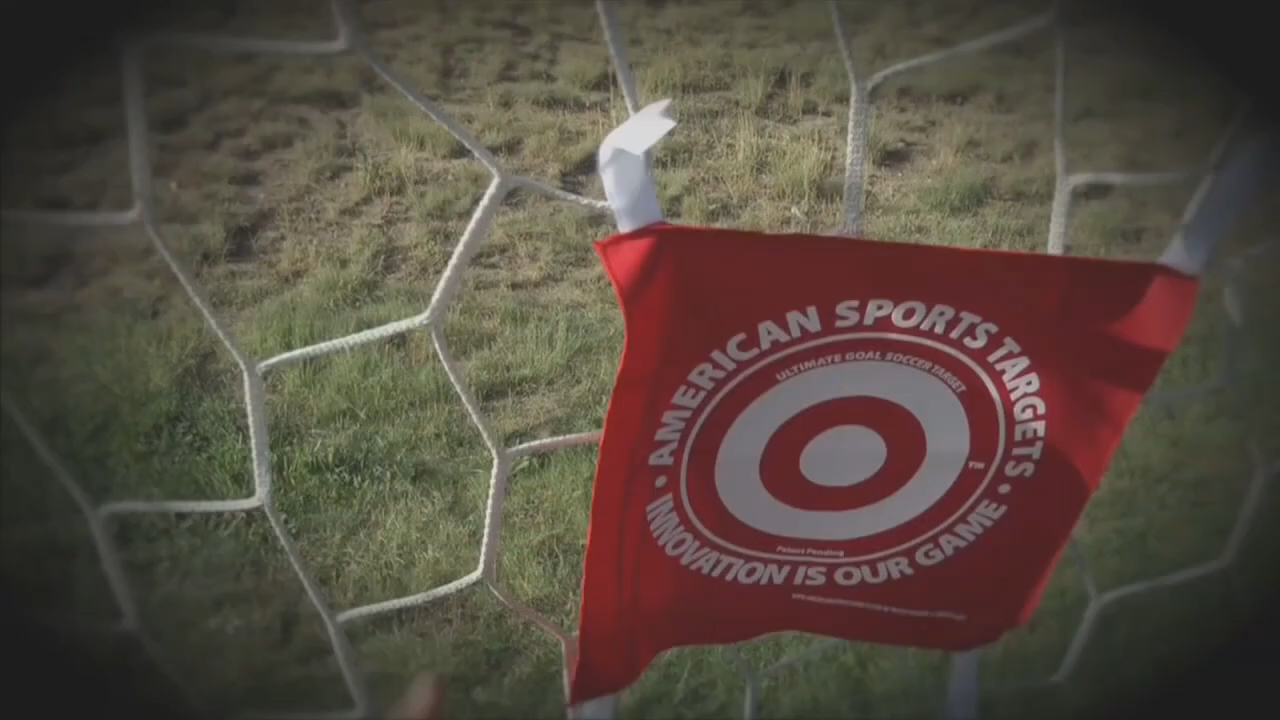 AMERICAN SPORTS TARGETS
ULTIMATE GOAL SOCCER TARGET
TM
Patent Pending
• INNOVATION IS OUR GAME •